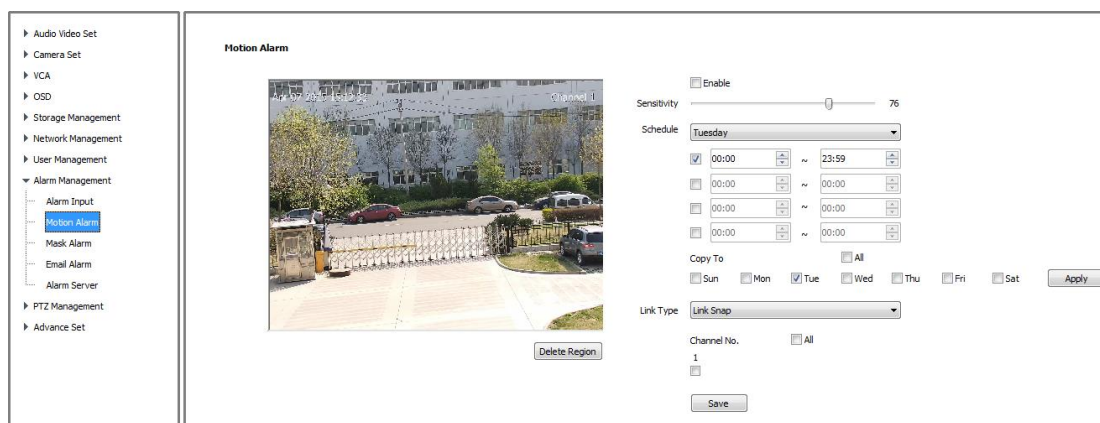 Audio Video Set
Camera Set
VCA
OSD
Storage Management
Network Management
User Management
Alarm Management
Alarm Input
Motion Alarm
Mask Alarm
Email Alarm
Alarm Server
PTZ Management
Advance Set
Motion Alarm
Channel 1
Delete Region
Enable
Sensitivity 76
Schedule Tuesday
00:00 ~ 23:59
00:00 ~ 00:00
00:00 ~ 00:00
00:00 ~ 00:00
Copy To All
Sun Mon Tue Wed Thu Fri Sat Apply
Link Type Link Snap
Channel No. All
1
Save